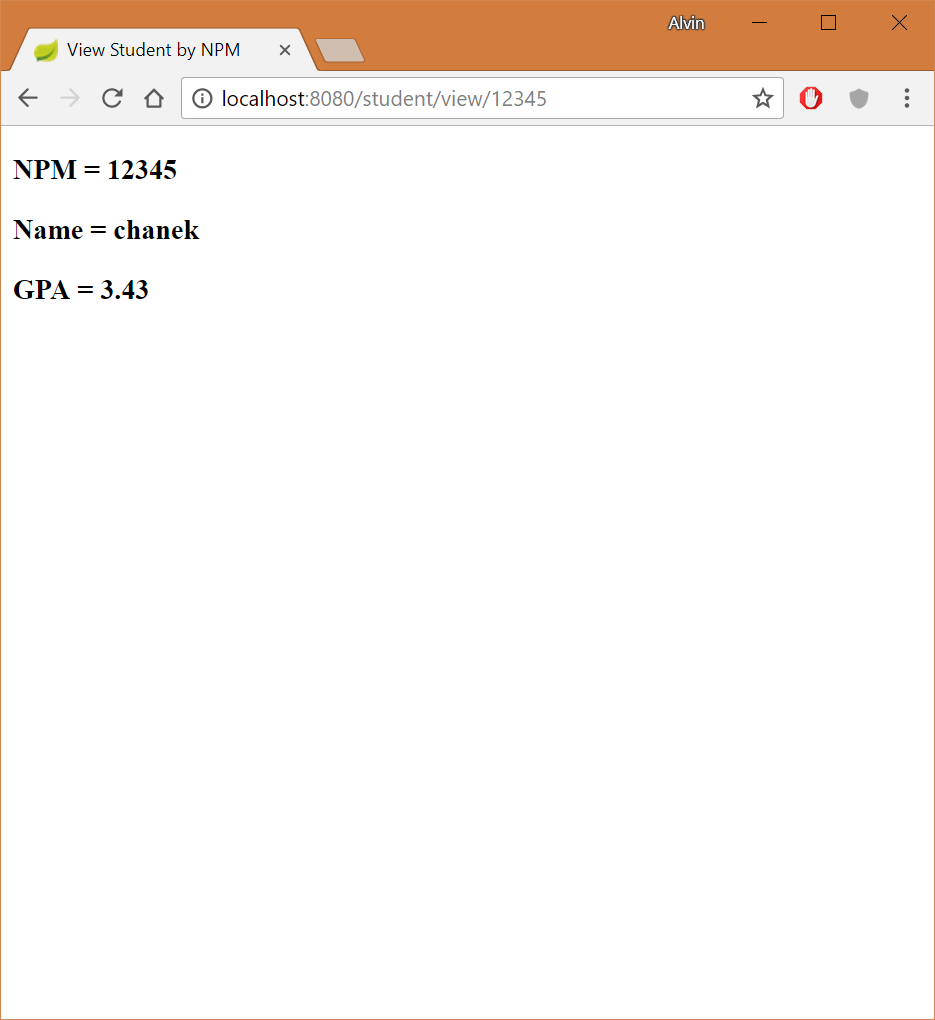 Alvin
View Student by NPM
localhost:8080/student/view/12345
NPM = 12345
Name = chanek
GPA = 3.43